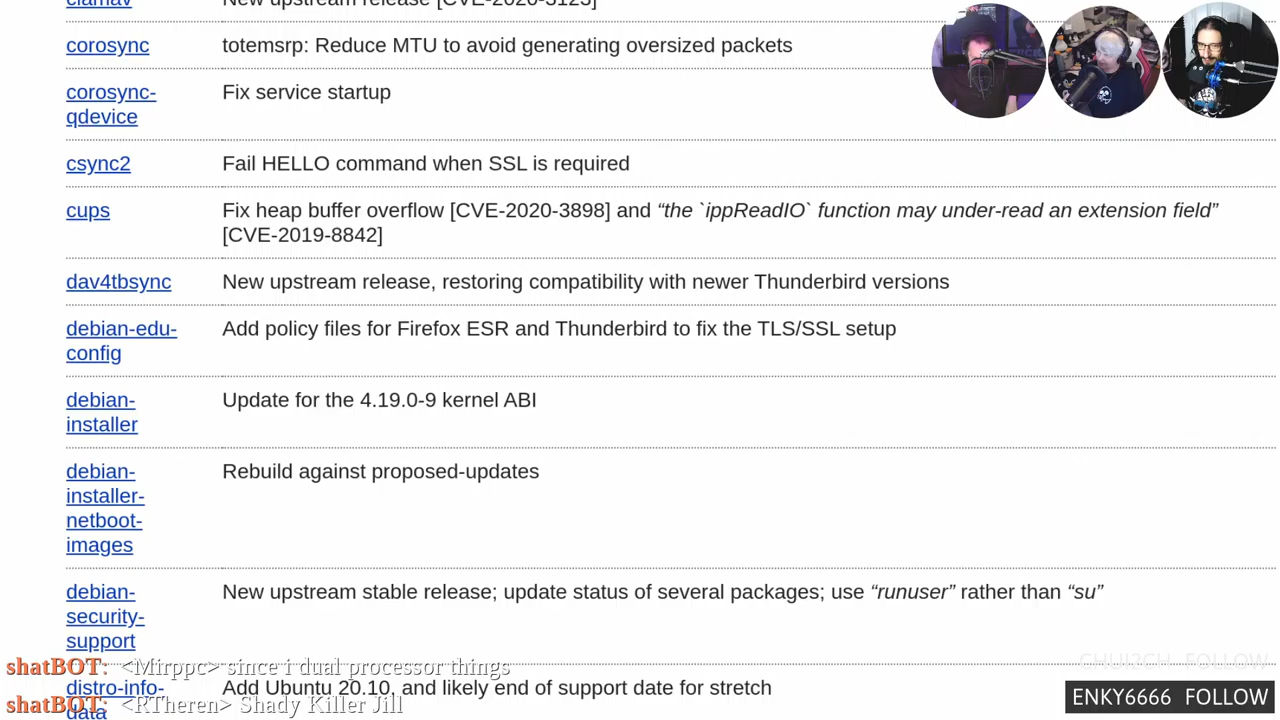 clamav New upstream release [CVE-2020-3123]
corosync totemsrp: Reduce MTU to avoid generating oversized packets
corosync- Fix service startup
qdevice
csync2 Fail HELLO command when SSL is required
cups Fix heap buffer overflow [CVE-2020-3898] and “the `ippReadIO` function may under-read an extension field”
[CVE-2019-8842]
dav4tbsync New upstream release, restoring compatibility with newer Thunderbird versions
debian-edu- Add policy files for Firefox ESR and Thunderbird to fix the TLS/SSL setup
config
debian- Update for the 4.19.0-9 kernel ABI
installer
debian- Rebuild against proposed-updates
installer-
netboot-
images
debian- New upstream stable release; update status of several packages; use “runuser” rather than “su”
security-
support
shatBOT: <Mirppc> since i dual processor things
CHUI2CH FOLLOW
distro-info- Add Ubuntu 20.10, and likely end of support date for stretch
data
shatBOT: <RTheren> Shady Killer Jill
ENKY6666 FOLLOW